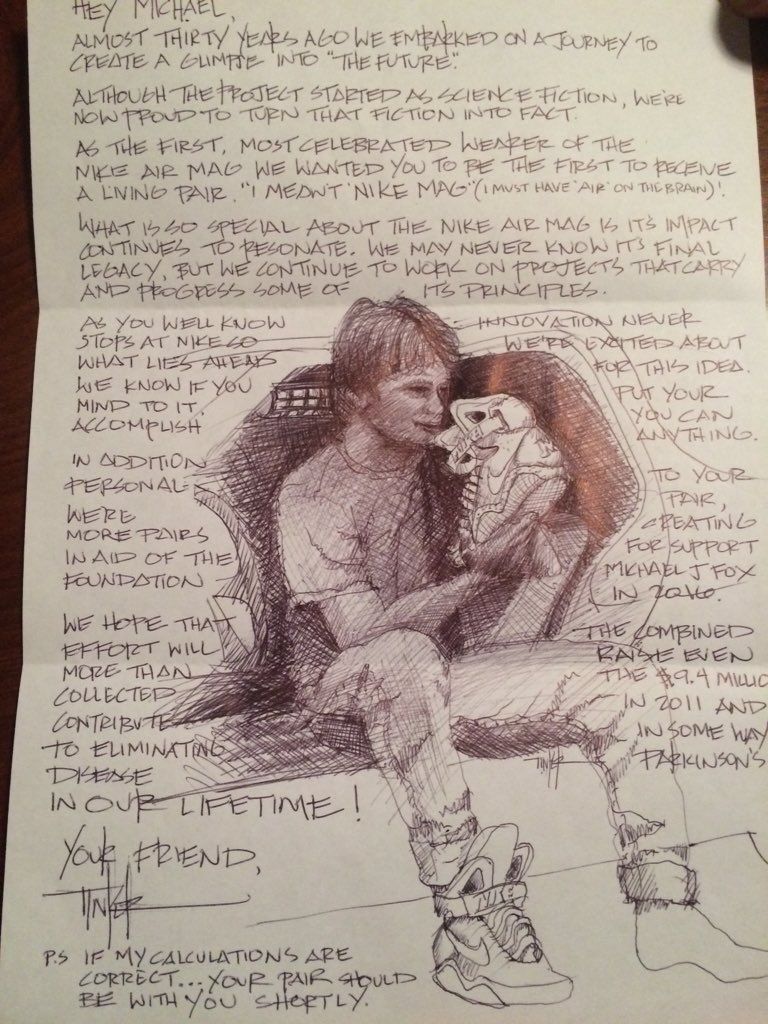 HEY MICHAEL,
ALMOST THIRTY YEARS AGO WE EMBARKED ON A JOURNEY TO
CREATE A GLIMPSE INTO "THE FUTURE".
ALTHOUGH THE PROJECT STARTED AS SCIENCE FICTION, WE'RE
NOW PROUD TO TURN THAT FICTION INTO FACT.
AS THE FIRST, MOST CELEBRATED WEARER OF THE
NIKE AIR MAG WE WANTED YOU TO BE THE FIRST TO RECEIVE
A LIVING PAIR. "I MEANT 'NIKE MAG" (I MUST HAVE 'AIR' ON THE BRAIN)!
WHAT IS SO SPECIAL ABOUT THE NIKE AIR MAG IS IT'S IMPACT
CONTINUES TO RESONATE. WE MAY NEVER KNOW IT'S FINAL
LEGACY, BUT WE CONTINUE TO WORK ON PROJECTS THAT CARRY
AND PROGRESS SOME OF ITS PRINCIPLES.
AS YOU WELL KNOW INNOVATION NEVER
STOPS AT NIKE SO WE'RE EXCITED ABOUT
WHAT LIES AHEAD FOR THIS IDEA.
WE KNOW IF YOU PUT YOUR
MIND TO IT, YOU CAN
ACCOMPLISH ANYTHING.
IN ADDITION TO YOUR
PERSONAL PAIR,
WE'RE CREATING
MORE PAIRS FOR SUPPORT
IN AID OF THE MICHAEL J FOX
FOUNDATION IN 2016.
WE HOPE THAT THE COMBINED
EFFORT WILL RAISE EVEN
MORE THAN THE $9.4 MILLIO
COLLECTED IN 2011 AND
CONTRIBUTE IN SOME WAY
TO ELIMINATING PARKINSON'S
DISEASE
IN OUR LIFETIME!
TINKER
YOUR FRIEND,
TINKER
NIKE
P.S IF MY CALCULATIONS ARE
CORRECT... YOUR PAIR SHOULD
BE WITH YOU SHORTLY.